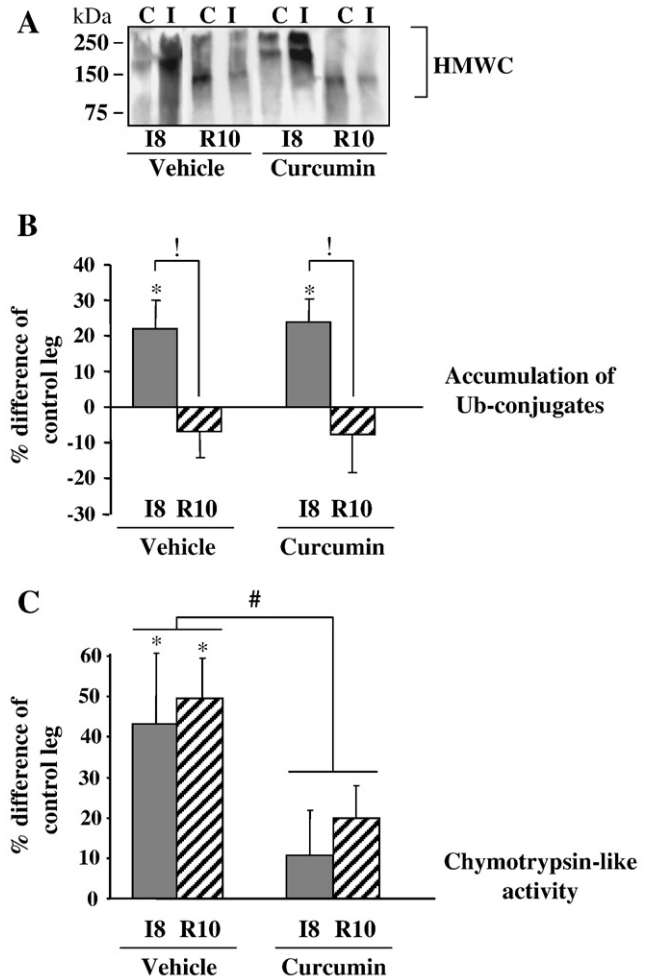 A
kDa C I C I C I C I
250
150
75
HMWC
I8 R10 I8 R10
Vehicle Curcumin
B
% difference of
control leg
40
30
20
10
0
-10
-20
-30
! !
* *
I8 R10 I8 R10
Vehicle Curcumin
Accumulation of
Ub-conjugates
C
% difference of
control leg
60
50
40
30
20
10
0
#
* *
I8 R10 I8 R10
Vehicle Curcumin
Chymotrypsin-like
activity